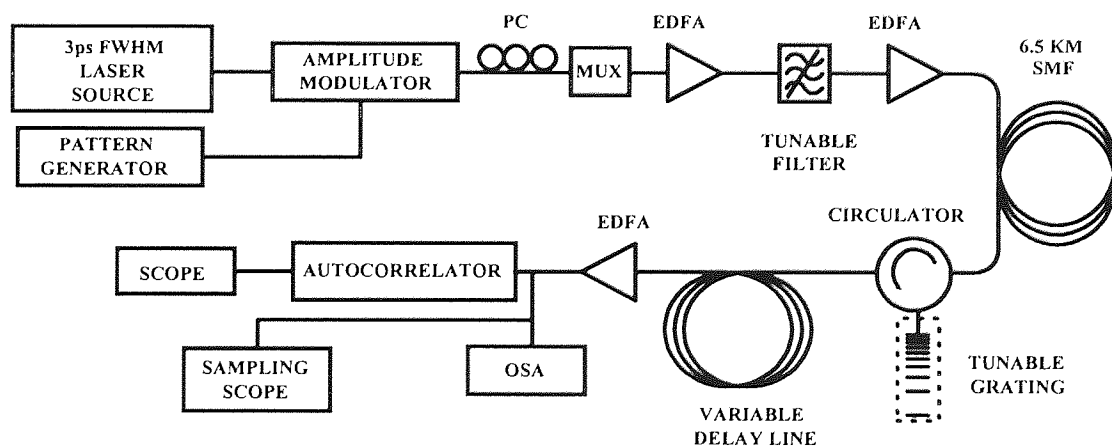 3ps FWHM
LASER
SOURCE
PATTERN
GENERATOR
AMPLITUDE
MODULATOR
PC
MUX
EDFA
TUNABLE
FILTER
EDFA
6.5 KM
SMF
CIRCULATOR
TUNABLE
GRATING
VARIABLE
DELAY LINE
EDFA
AUTOCORRELATOR
SCOPE
SAMPLING
SCOPE
OSA